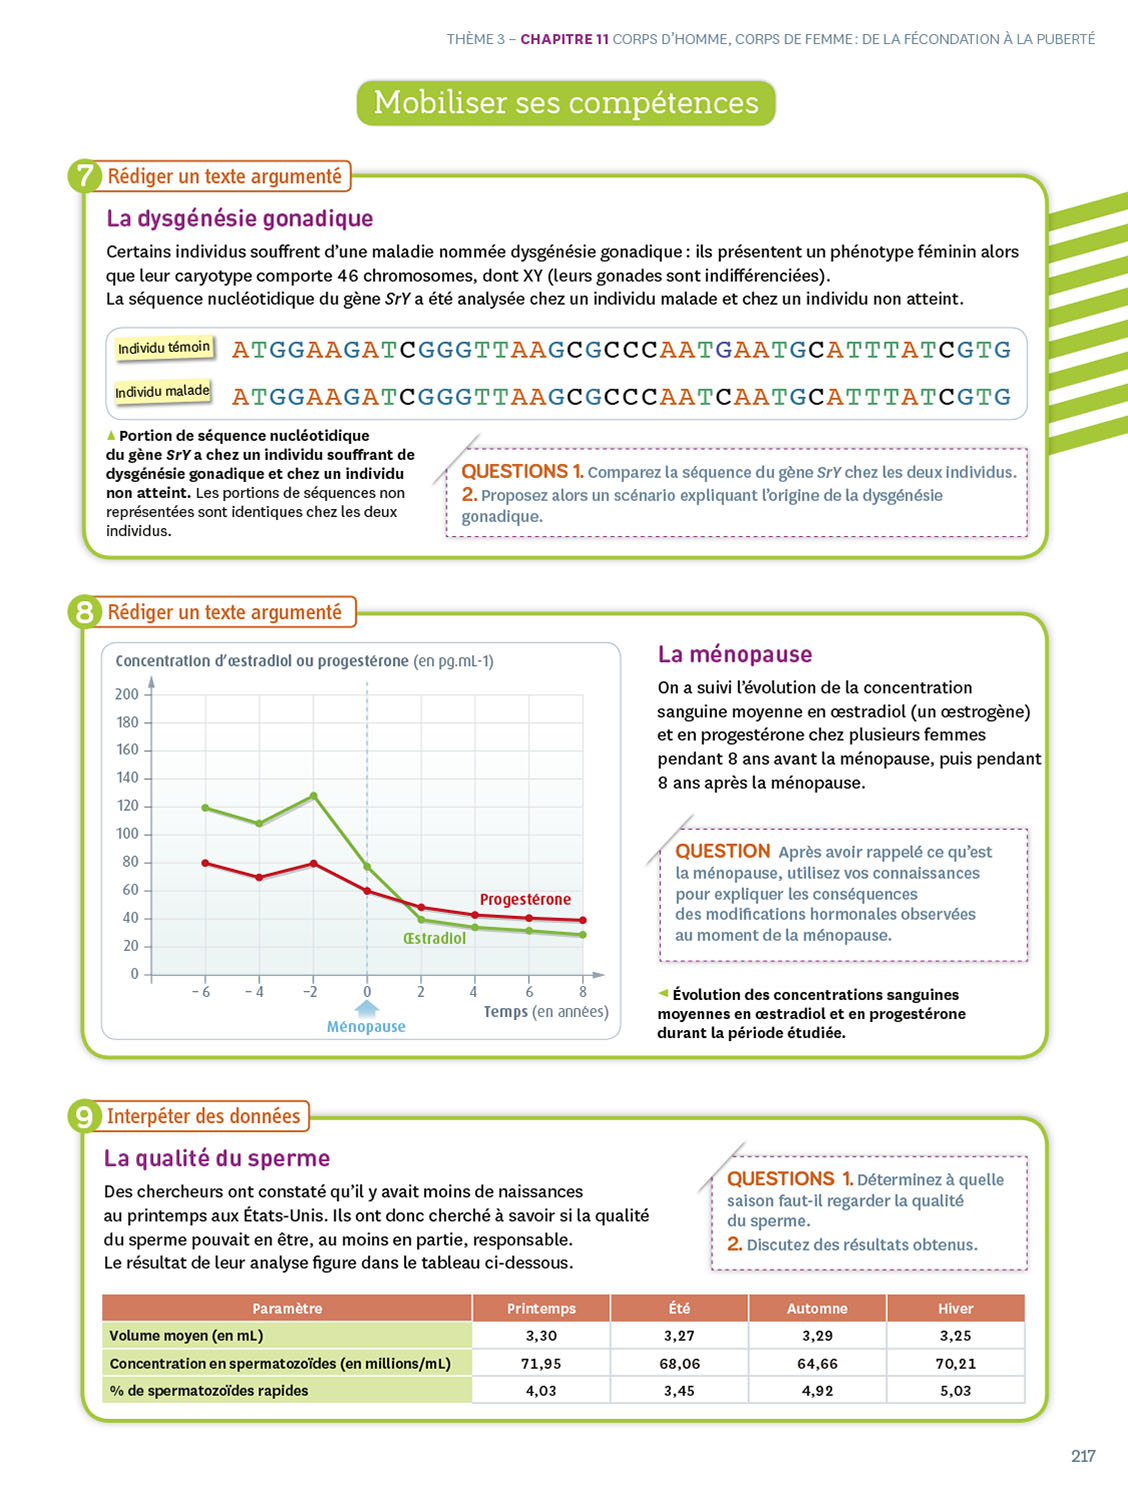 THÈME 3 – CHAPITRE 11 CORPS D'HOMME, CORPS DE FEMME : DE LA FÉCONDATION À LA PUBERTÉ
Mobiliser ses compétences
7 Rédiger un texte argumenté
La dysgénésie gonadique
Certains individus souffrent d'une maladie nommée dysgénésie gonadique : ils présentent un phénotype féminin alors
que leur caryotype comporte 46 chromosomes, dont XY (leurs gonades sont indifférenciées).
La séquence nucléotidique du gène SrY a été analysée chez un individu malade et chez un individu non atteint.
Individu témoin ATGGAAGATCGGGTTAAGCGCCCAATGAATGCATTTATCGTG
Individu malade ATGGAAGATCGGGTTAAGCGCCCAATCAATGCATTTATCGTG
Portion de séquence nucléotidique
du gène SrY a chez un individu souffrant de
dysgénésie gonadique et chez un individu
non atteint. Les portions de séquences non
représentées sont identiques chez les deux
individus.
QUESTIONS 1. Comparez la séquence du gène SrY chez les deux individus.
2. Proposez alors un scénario expliquant l'origine de la dysgénésie
gonadique.
8 Rédiger un texte argumenté
Concentration d'œstradiol ou progestérone (en pg.mL-1)
200
180
160
140
120
100
80
60
40
20
0
Progestérone
Œstradiol
– 6 – 4 –2 0 2 4 6 8
Temps (en années)
Ménopause
La ménopause
On a suivi l'évolution de la concentration
sanguine moyenne en œstradiol (un œstrogène)
et en progestérone chez plusieurs femmes
pendant 8 ans avant la ménopause, puis pendant
8 ans après la ménopause.
QUESTION Après avoir rappelé ce qu'est
la ménopause, utilisez vos connaissances
pour expliquer les conséquences
des modifications hormonales observées
au moment de la ménopause.
Évolution des concentrations sanguines
moyennes en œstradiol et en progestérone
durant la période étudiée.
9 Interpéter des données
La qualité du sperme
Des chercheurs ont constaté qu'il y avait moins de naissances
au printemps aux États-Unis. Ils ont donc cherché à savoir si la qualité
du sperme pouvait en être, au moins en partie, responsable.
Le résultat de leur analyse figure dans le tableau ci-dessous.
QUESTIONS 1. Déterminez à quelle
saison faut-il regarder la qualité
du sperme.
2. Discutez des résultats obtenus.
Paramètre Printemps Été Automne Hiver
Volume moyen (en mL) 3,30 3,27 3,29 3,25
Concentration en spermatozoïdes (en millions/mL) 71,95 68,06 64,66 70,21
% de spermatozoïdes rapides 4,03 3,45 4,92 5,03
217